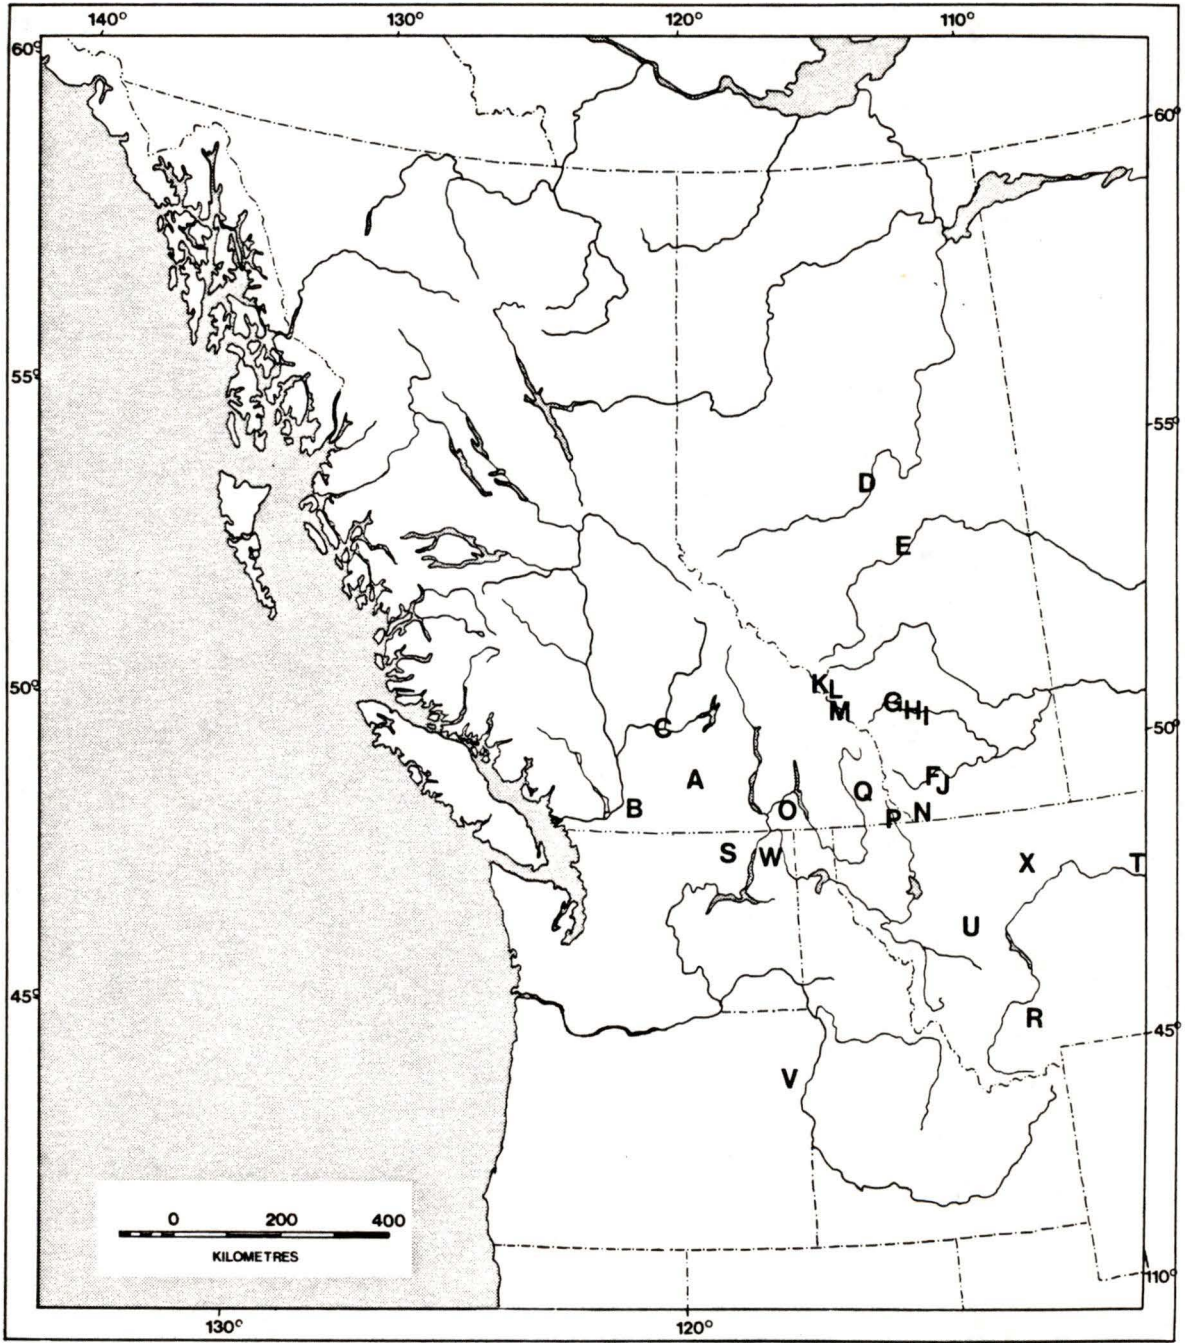 140° 130° 120° 110°
60°
60°
55°
55°
D
E
50°
K L
M
G H I
50°
C
A
F J
B
O
Q
P N
S W
X T
U
45°
R
45°
V
0 200 400
KILOMETRES
110°
130° 120°